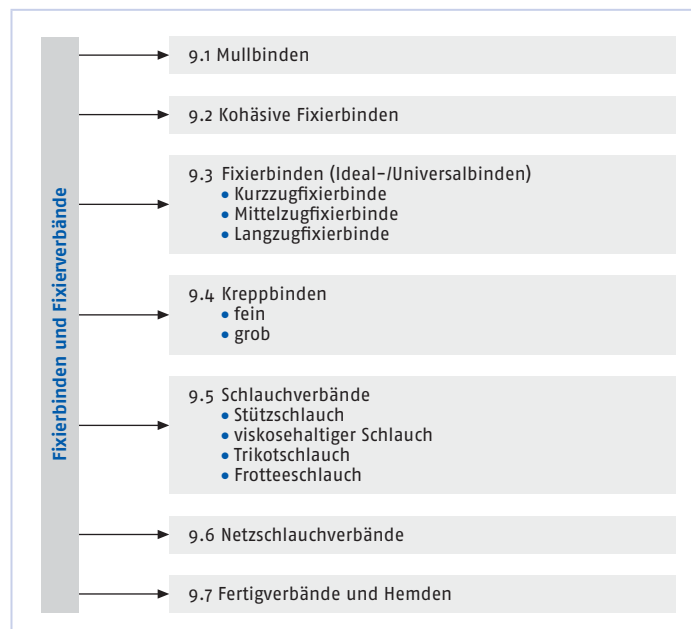 Fixierbinden und Fixierverbände
9.1 Mullbinden
9.2 Kohäsive Fixierbinden
9.3 Fixierbinden (Ideal-/Universalbinden)
• Kurzzugfixierbinde
• Mittelzugfixierbinde
• Langzugfixierbinde
9.4 Kreppbinden
• fein
• grob
9.5 Schlauchverbände
• Stützschlauch
• viskosehaltiger Schlauch
• Trikotschlauch
• Frotteeschlauch
9.6 Netzschlauchverbände
9.7 Fertigverbände und Hemden